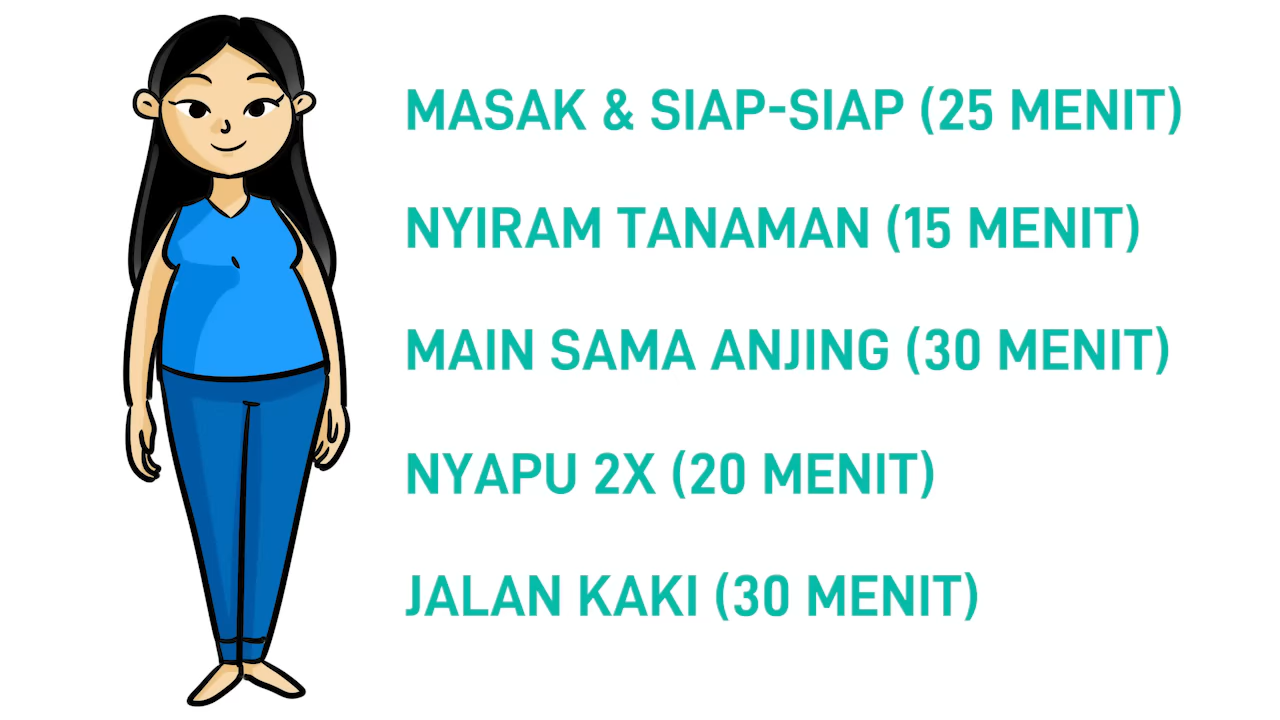 MASAK & SIAP-SIAP (25 MENIT)
NYIRAM TANAMAN (15 MENIT)
MAIN SAMA ANJING (30 MENIT)
NYAPU 2X (20 MENIT)
JALAN KAKI (30 MENIT)